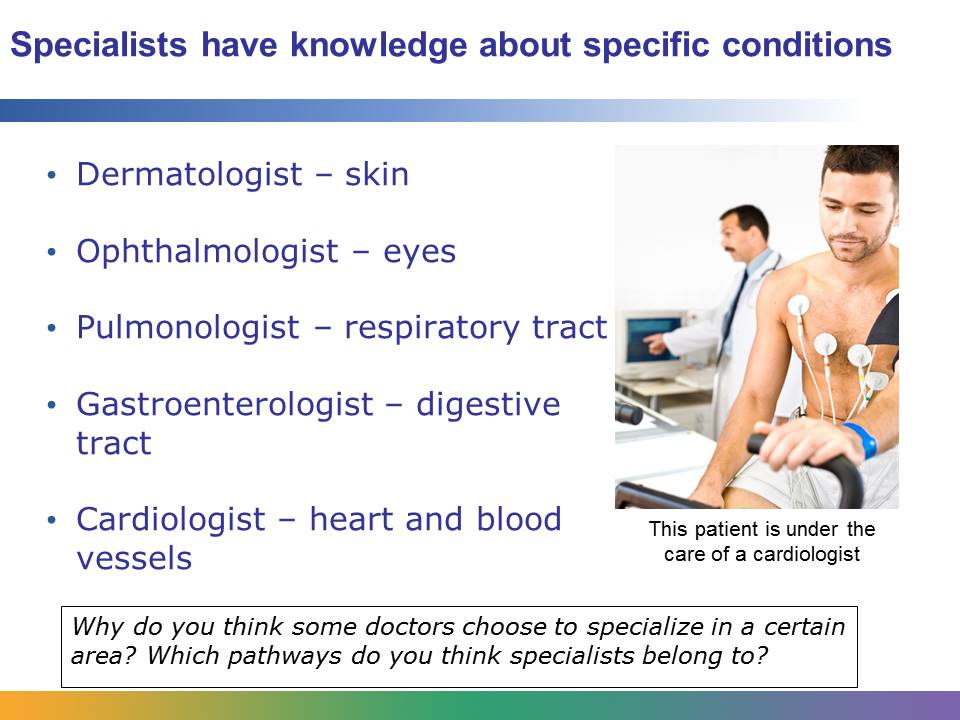 Specialists have knowledge about specific conditions
• Dermatologist – skin
• Ophthalmologist – eyes
• Pulmonologist – respiratory tract
• Gastroenterologist – digestive
tract
• Cardiologist – heart and blood
vessels
This patient is under the
care of a cardiologist
Why do you think some doctors choose to specialize in a certain
area? Which pathways do you think specialists belong to?